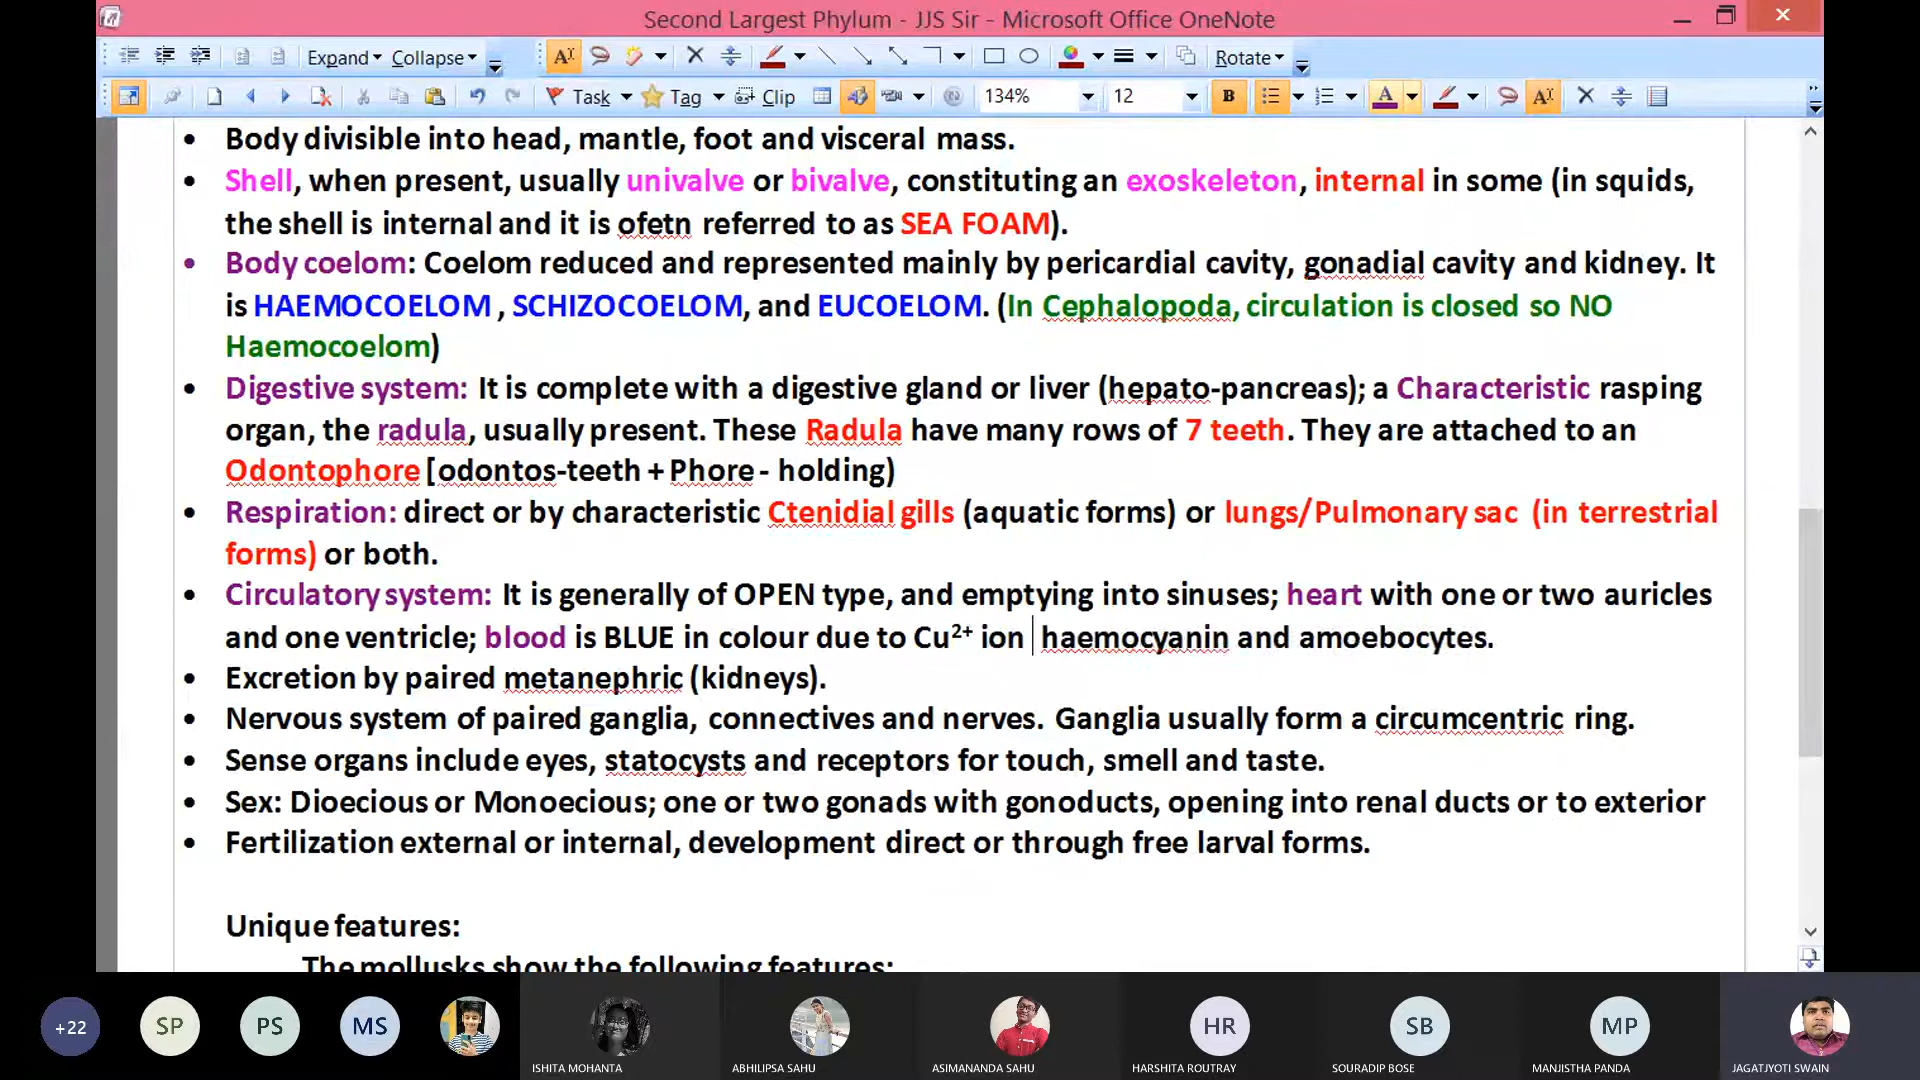 Second Largest Phylum - JJS Sir - Microsoft Office OneNote
Expand Collapse Rotate
Task Tag Clip 134% 12 B A
• Body divisible into head, mantle, foot and visceral mass.
• Shell, when present, usually univalve or bivalve, constituting an exoskeleton, internal in some (in squids,
the shell is internal and it is ofetn referred to as SEA FOAM).
• Body coelom: Coelom reduced and represented mainly by pericardial cavity, gonadial cavity and kidney. It
is HAEMOCOELOM , SCHIZOCOELOM, and EUCOELOM. (In Cephalopoda, circulation is closed so NO
Haemocoelom)
• Digestive system: It is complete with a digestive gland or liver (hepato-pancreas); a Characteristic rasping
organ, the radula, usually present. These Radula have many rows of 7 teeth. They are attached to an
Odontophore [odontos-teeth + Phore - holding)
• Respiration: direct or by characteristic Ctenidial gills (aquatic forms) or lungs/Pulmonary sac (in terrestrial
forms) or both.
• Circulatory system: It is generally of OPEN type, and emptying into sinuses; heart with one or two auricles
and one ventricle; blood is BLUE in colour due to Cu²⁺ ion haemocyanin and amoebocytes.
• Excretion by paired metanephric (kidneys).
• Nervous system of paired ganglia, connectives and nerves. Ganglia usually form a circumcentric ring.
• Sense organs include eyes, statocysts and receptors for touch, smell and taste.
• Sex: Dioecious or Monoecious; one or two gonads with gonoducts, opening into renal ducts or to exterior
• Fertilization external or internal, development direct or through free larval forms.
Unique features:
The mollusks show the following features:
+22 SP PS MS HR SB MP
ISHITA MOHANTA ABHILIPSA SAHU ASIMANANDA SAHU HARSHITA ROUTRAY SOURADIP BOSE MANJISTHA PANDA JAGATJYOTI SWAIN